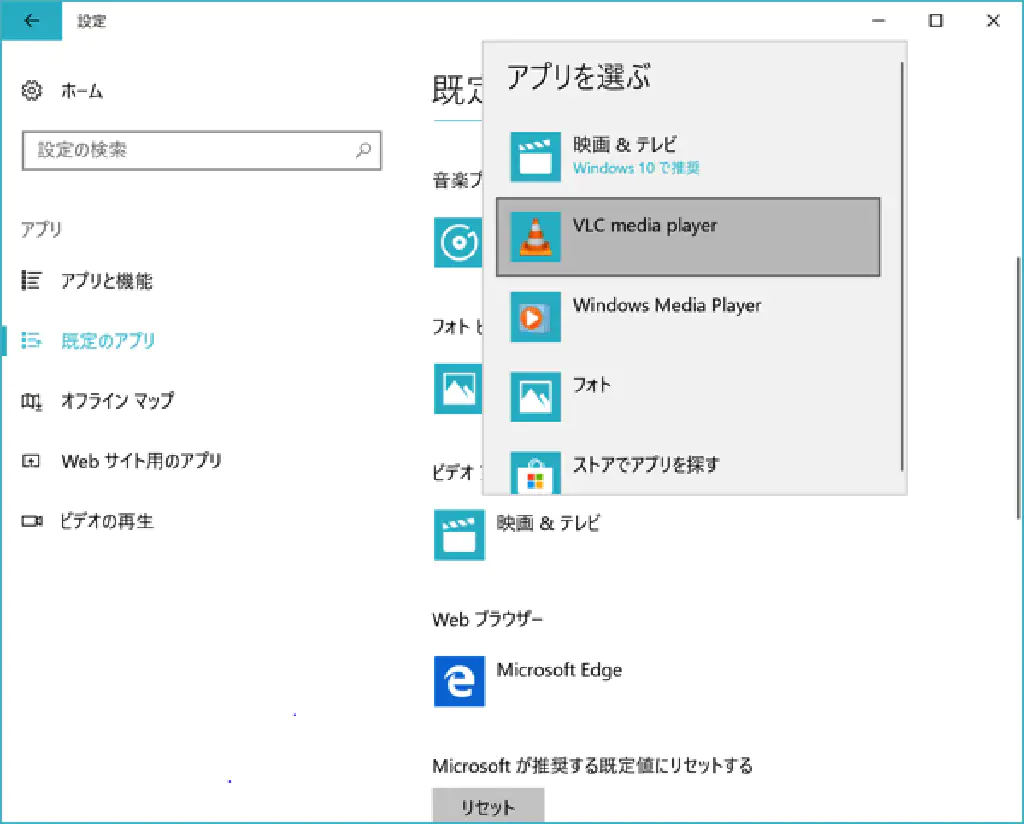 設定
ホーム
設定の検索
アプリ
アプリと機能
既定のアプリ
オフライン マップ
Web サイト用のアプリ
ビデオの再生
既定
音楽プ
フォト ビ
ビデオ プ
映画 & テレビ
Web ブラウザー
Microsoft Edge
Microsoft が推奨する既定値にリセットする
リセット
アプリを選ぶ
映画 & テレビ
Windows 10 で推奨
VLC media player
Windows Media Player
フォト
ストアでアプリを探す